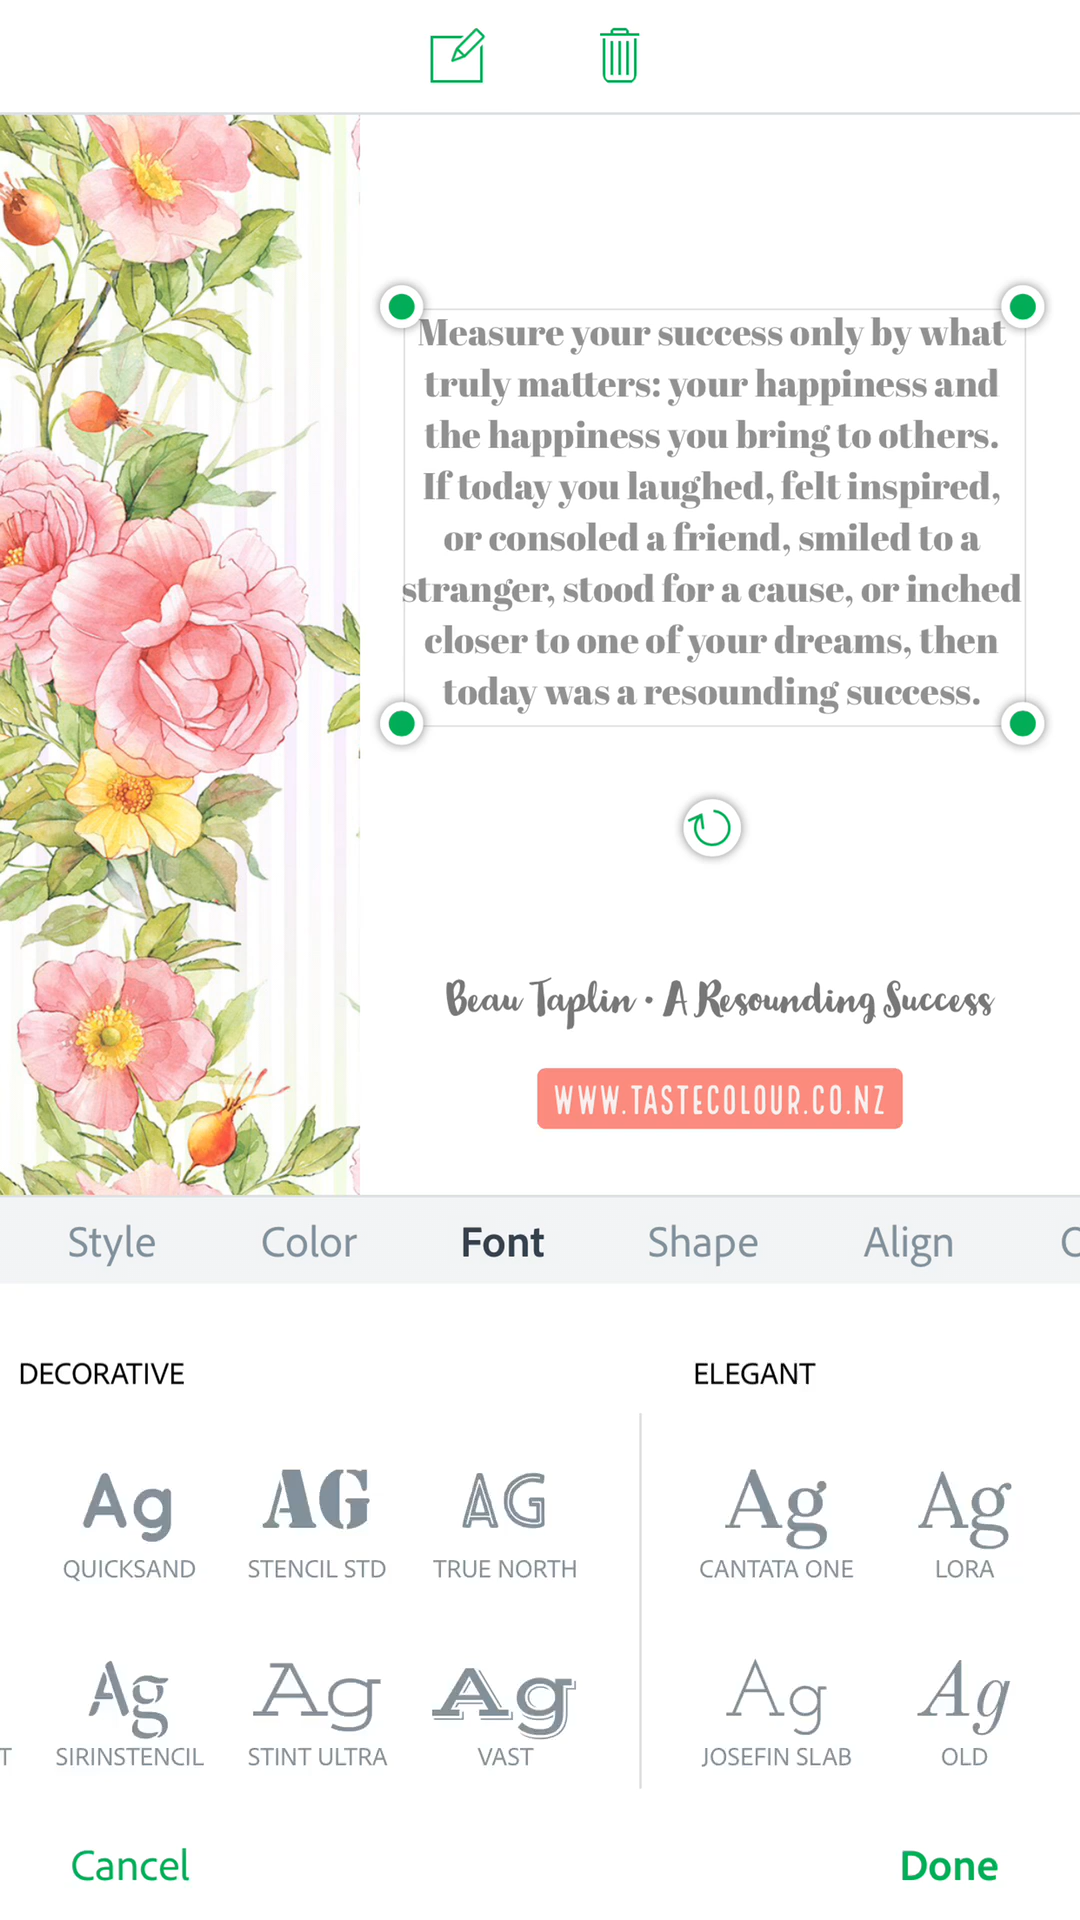 Measure your success only by what
truly matters: your happiness and
the happiness you bring to others.
If today you laughed, felt inspired,
or consoled a friend, smiled to a
stranger, stood for a cause, or inched
closer to one of your dreams, then
today was a resounding success.
Beau Taplin • A Resounding Success
WWW.TASTECOLOUR.CO.NZ
Style Color Font Shape Align
DECORATIVE ELEGANT
Ag AG AG Ag Ag
QUICKSAND STENCIL STD TRUE NORTH CANTATA ONE LORA
Ag Ag Ag Ag Ag
T SIRINSTENCIL STINT ULTRA VAST JOSEFIN SLAB OLD
Cancel Done